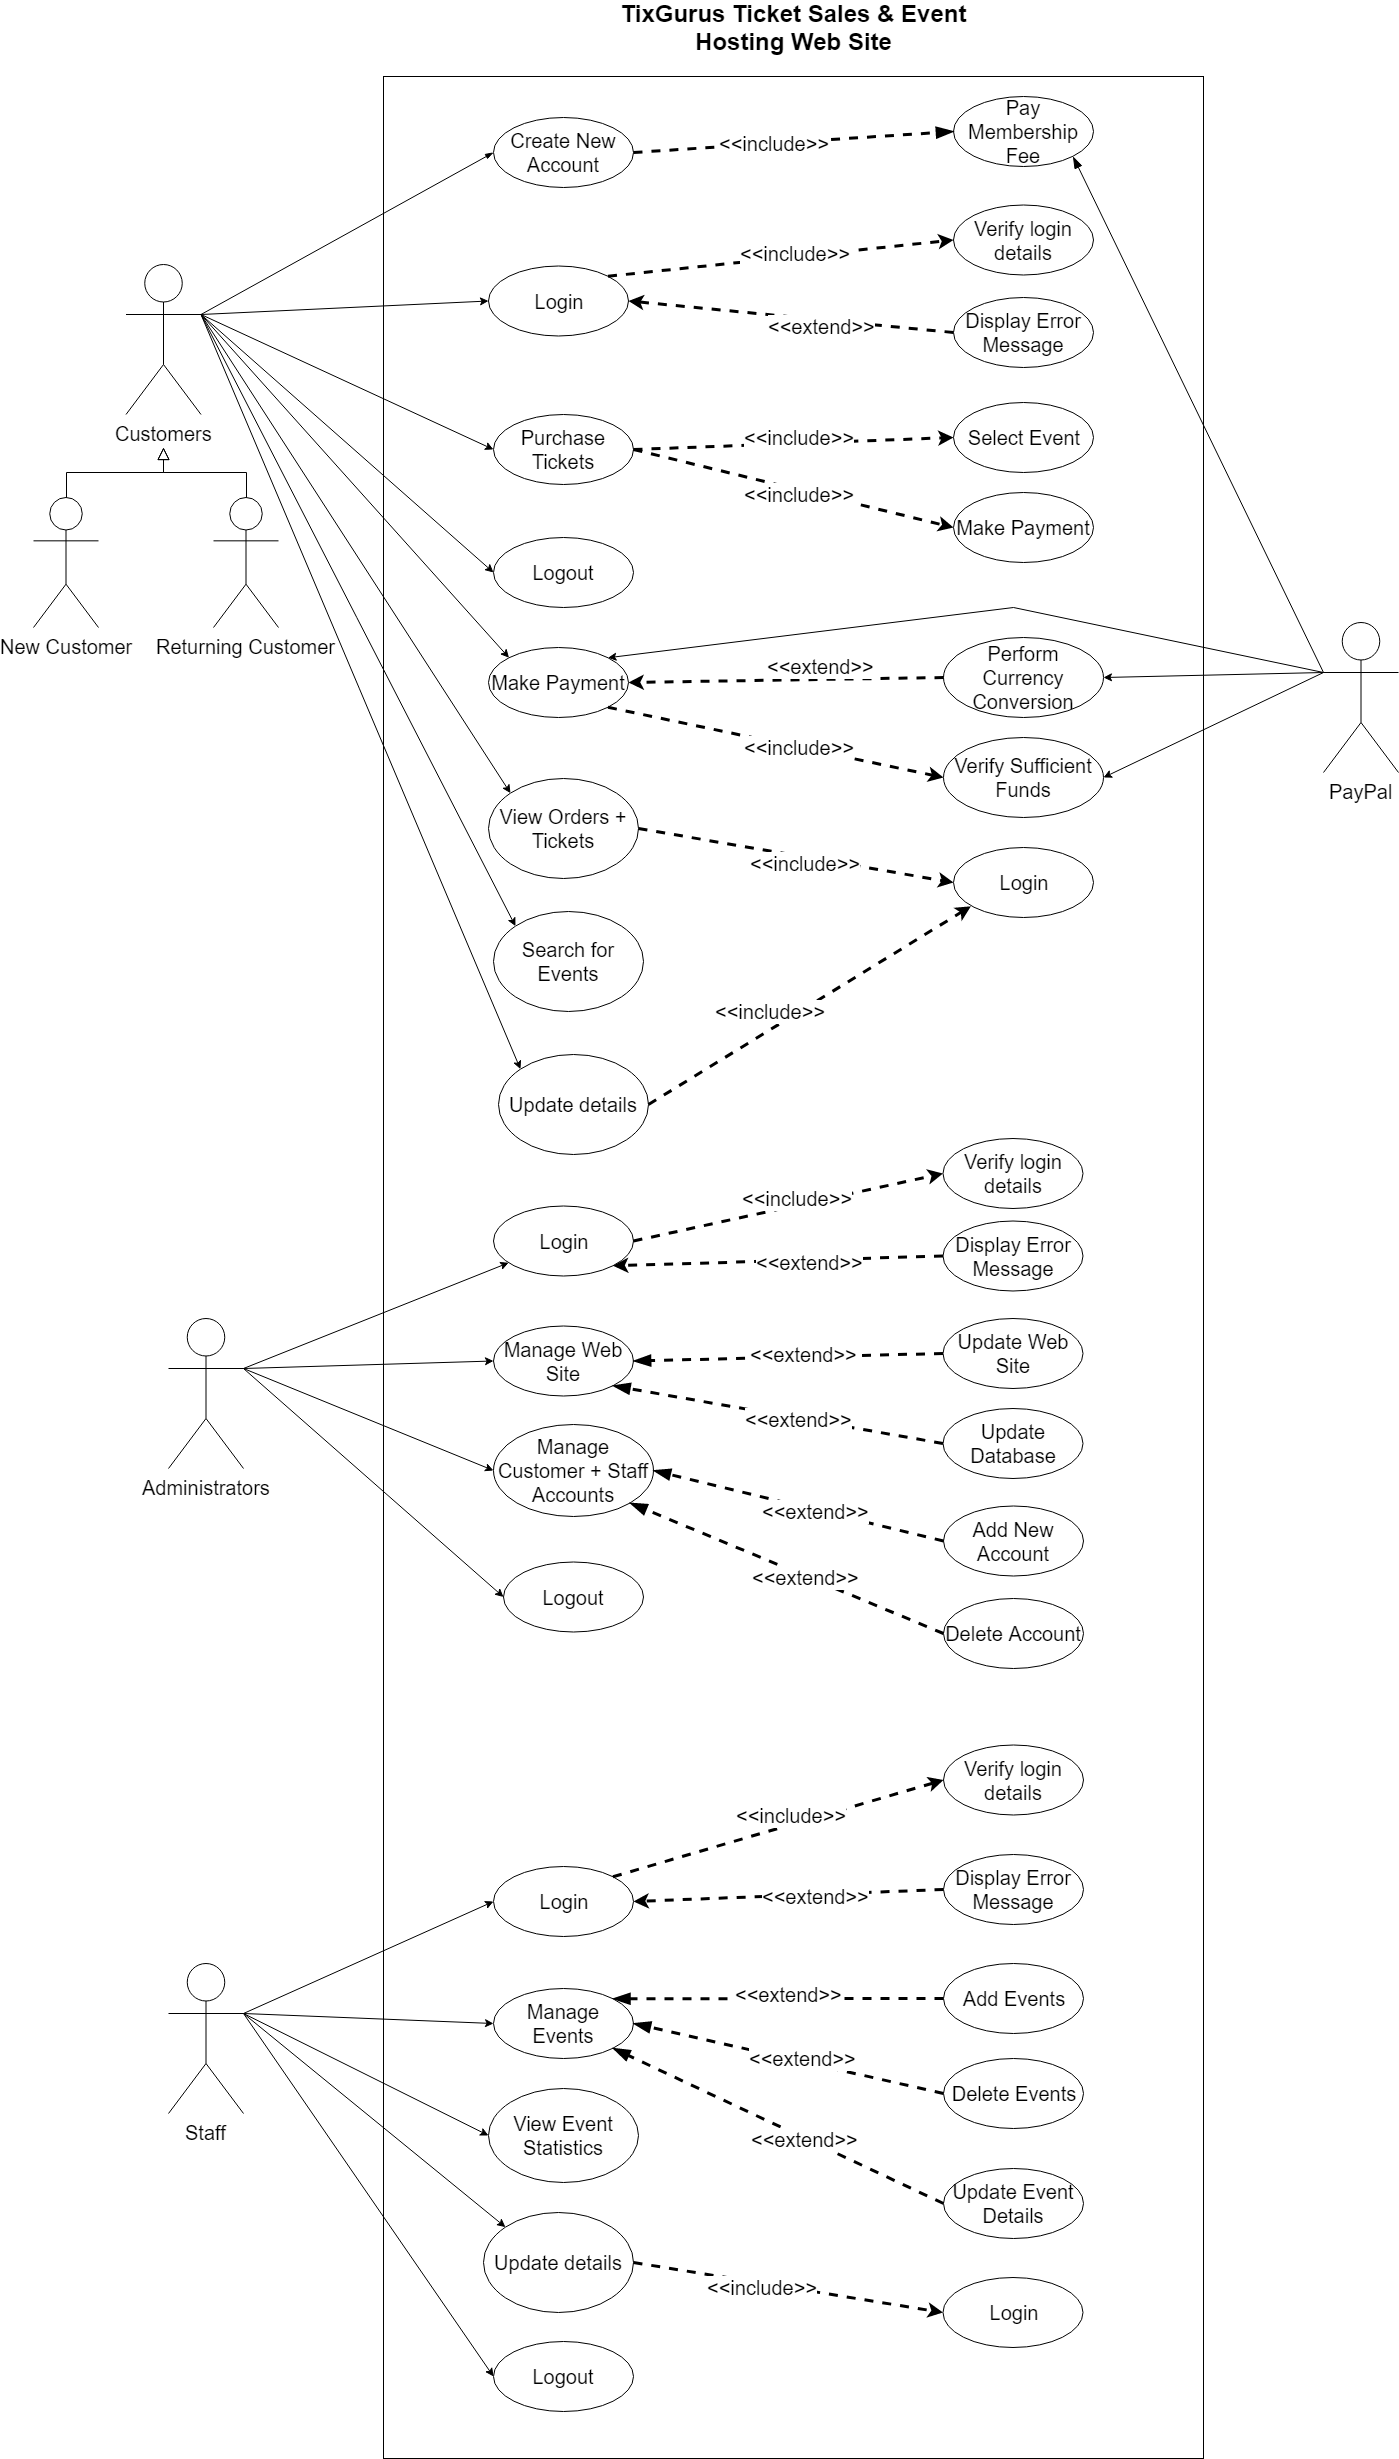 TixGurus Ticket Sales & Event
Hosting Web Site
Create New
Account
<<include>>
Pay
Membership
Fee
Login
<<include>>
Verify login
details
<<extend>>
Display Error
Message
Customers
New Customer
Returning Customer
Purchase
Tickets
<<include>>
Select Event
<<include>>
Make Payment
Logout
Make Payment
<<extend>>
Perform
Currency
Conversion
<<include>>
Verify Sufficient
Funds
PayPal
View Orders +
Tickets
<<include>>
Login
Search for
Events
<<include>>
Update details
Login
<<include>>
Verify login
details
<<extend>>
Display Error
Message
Administrators
Manage Web
Site
<<extend>>
Update Web
Site
<<extend>>
Update
Database
Manage
Customer + Staff
Accounts
<<extend>>
Add New
Account
<<extend>>
Delete Account
Logout
Login
<<include>>
Verify login
details
<<extend>>
Display Error
Message
Staff
Manage
Events
<<extend>>
Add Events
<<extend>>
Delete Events
<<extend>>
Update Event
Details
View Event
Statistics
Update details
<<include>>
Login
Logout